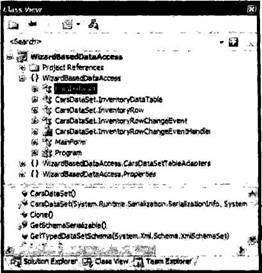 Class View
<Search>
WizardBasedDataAccess
Project References
{} WizardBasedDataAccess
CarsDataSet.InventoryDataTable
CarsDataSet.InventoryRow
CarsDataSet.InventoryRowChangeEvent
CarsDataSet.InventoryRowChangeEventHandler
MainForm
Program
{} WizardBasedDataAccess.CarsDataSetTableAdapters
{} WizardBasedDataAccess.Properties
CarsDataSet()
CarsDataSet(System.Runtime.Serialization.SerializationInfo, System
Clone()
GetSchemaSerializable()
GetTypedDataSetSchema(System.Xml.Schema.XmlSchemaSet)
Solution Explorer Class View Team Explorer